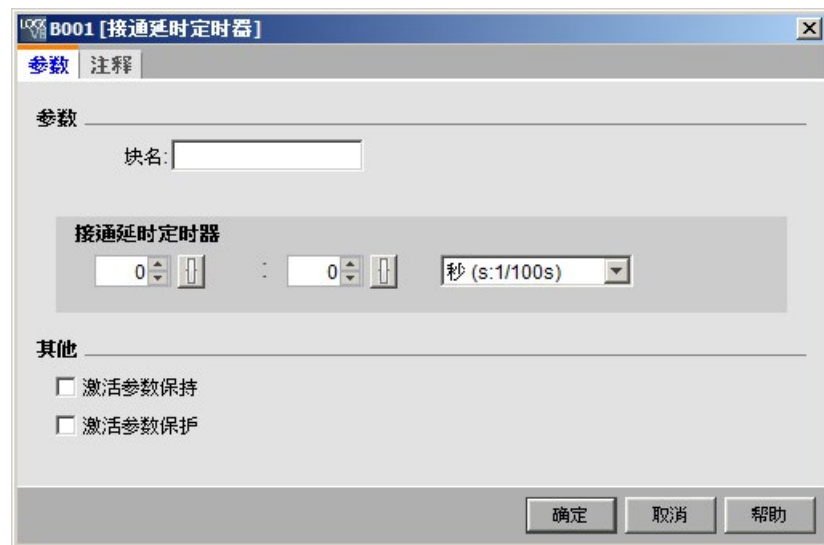 B001 [接通延时定时器]
参数 注释
参数
块名:
接通延时定时器
0 : 0 秒 (s:1/100s)
其他
激活参数保持
激活参数保护
确定 取消 帮助